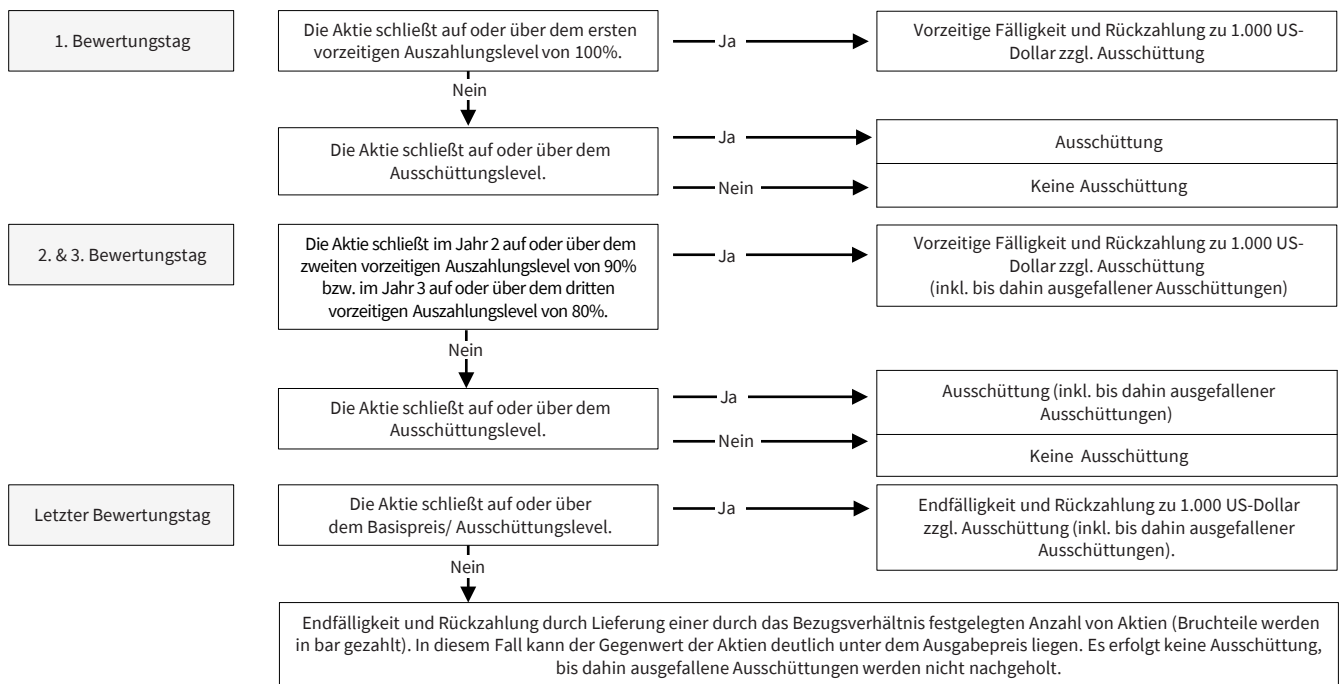 1. Bewertungstag
Die Aktie schließt auf oder über dem ersten
vorzeitigen Auszahlungslevel von 100%.
Ja
Vorzeitige Fälligkeit und Rückzahlung zu 1.000 US-
Dollar zzgl. Ausschüttung
Nein
Die Aktie schließt auf oder über dem
Ausschüttungslevel.
Ja
Ausschüttung
Nein
Keine Ausschüttung
2. & 3. Bewertungstag
Die Aktie schließt im Jahr 2 auf oder über dem
zweiten vorzeitigen Auszahlungslevel von 90%
bzw. im Jahr 3 auf oder über dem dritten
vorzeitigen Auszahlungslevel von 80%.
Ja
Vorzeitige Fälligkeit und Rückzahlung zu 1.000 US-
Dollar zzgl. Ausschüttung
(inkl. bis dahin ausgefallener Ausschüttungen)
Nein
Die Aktie schließt auf oder über dem
Ausschüttungslevel.
Ja
Ausschüttung (inkl. bis dahin ausgefallener
Ausschüttungen)
Nein
Keine Ausschüttung
Letzter Bewertungstag
Die Aktie schließt auf oder über
dem Basispreis/ Ausschüttungslevel.
Ja
Endfälligkeit und Rückzahlung zu 1.000 US-Dollar
zzgl. Ausschüttung (inkl. bis dahin ausgefallener
Ausschüttungen).
Nein
Endfälligkeit und Rückzahlung durch Lieferung einer durch das Bezugsverhältnis festgelegten Anzahl von Aktien (Bruchteile werden
in bar gezahlt). In diesem Fall kann der Gegenwert der Aktien deutlich unter dem Ausgabepreis liegen. Es erfolgt keine Ausschüttung,
bis dahin ausgefallene Ausschüttungen werden nicht nachgeholt.